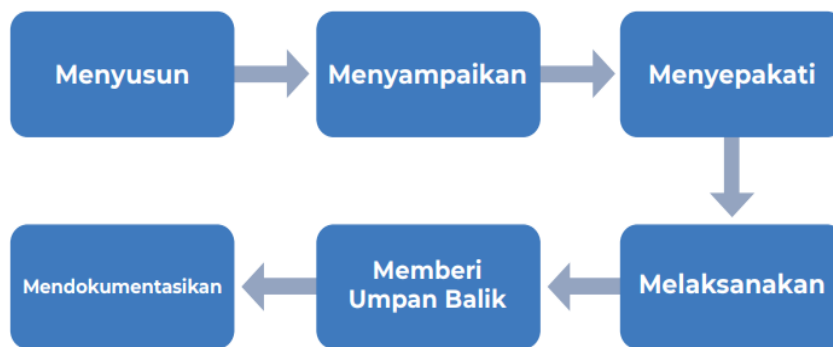 Menyusun
Menyampaikan
Menyepakati
Melaksanakan
Memberi
Umpan Balik
Mendokumentasikan